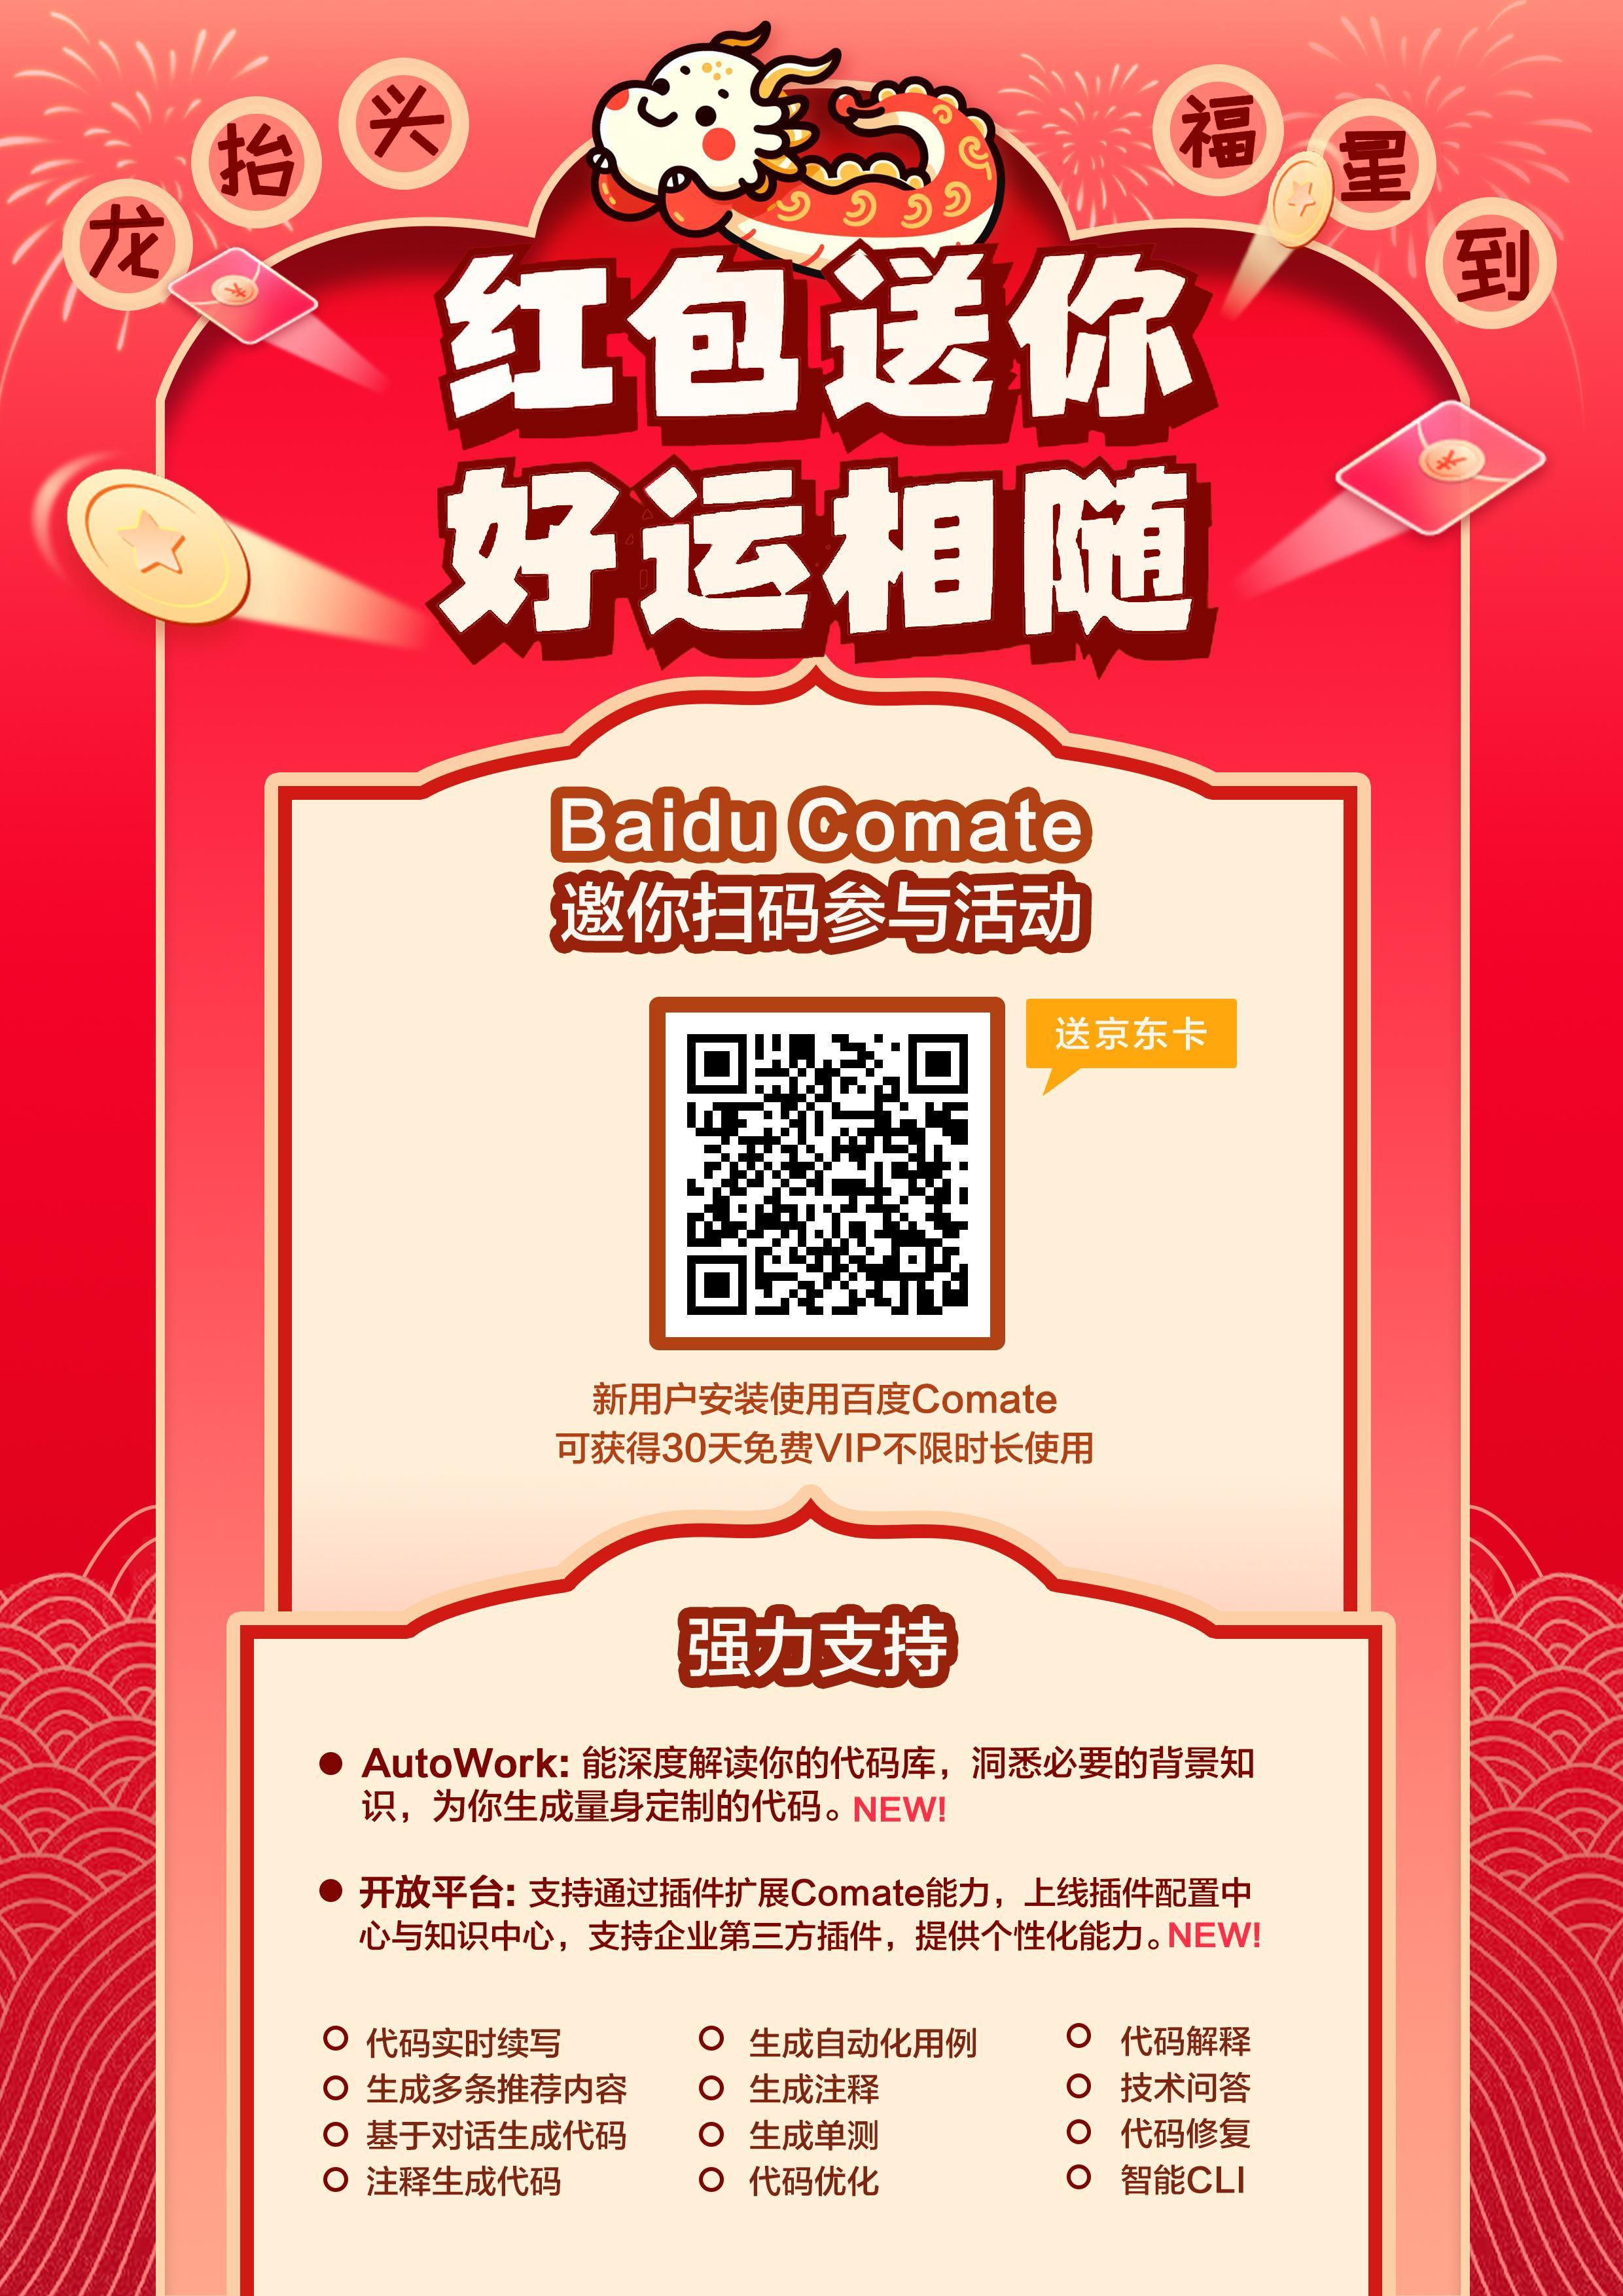 龙抬头
福星到
红包送你
好运相随
Baidu Comate
邀你扫码参与活动
送京东卡
新用户安装使用百度Comate
可获得30天免费VIP不限时长使用
强力支持
AutoWork: 能深度解读你的代码库，洞悉必要的背景知
识，为你生成量身定制的代码。NEW!
开放平台: 支持通过插件扩展Comate能力，上线插件配置中
心与知识中心，支持企业第三方插件，提供个性化能力。NEW!
代码实时续写
生成多条推荐内容
基于对话生成代码
注释生成代码
生成自动化用例
生成注释
生成单测
代码优化
代码解释
技术问答
代码修复
智能CLI